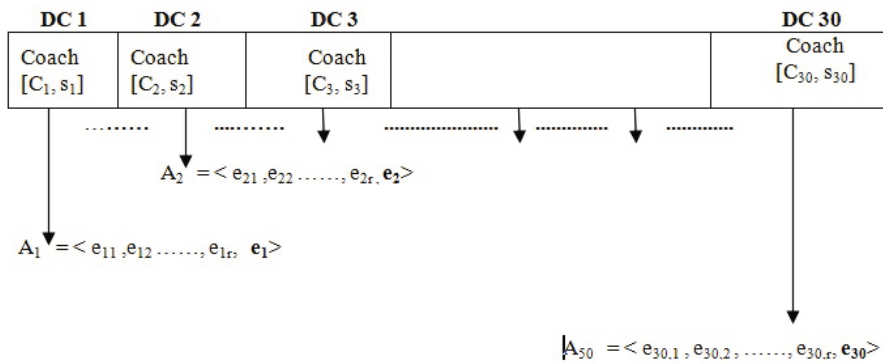 DC 1 DC 2 DC 3 DC 30
Coach Coach Coach Coach
[C₁, s₁] [C₂, s₂] [C₃, s₃] [C₃₀, s₃₀]
A₂ = < e₂₁ ,e₂₂ ……, e₂ᵣ, e₂>
A₁ = < e₁₁ ,e₁₂ ……, e₁ᵣ, e₁>
A₅₀ = < e₃₀,₁ , e₃₀,₂ , ……, e₃₀,ᵣ, e₃₀>